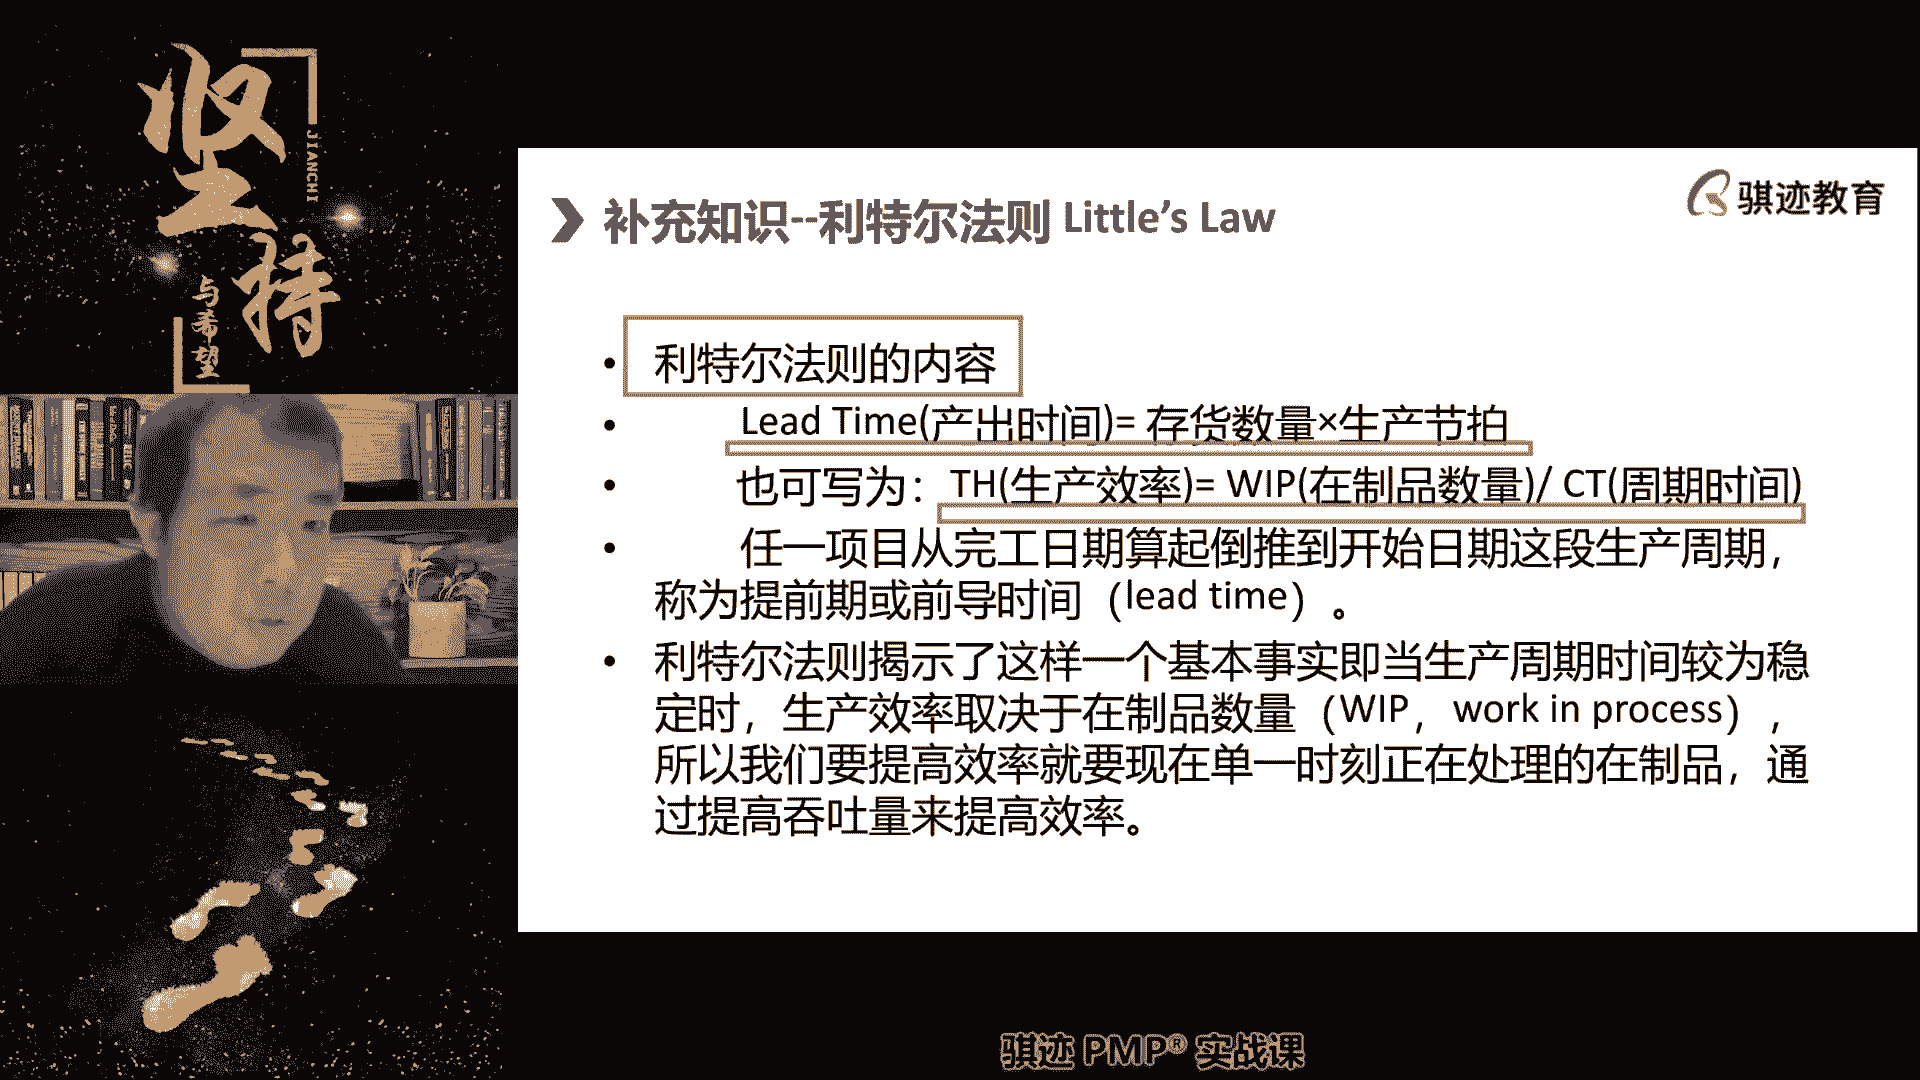 坚持
JIANCHI
与希望
骐迹教育
补充知识--利特尔法则 Little’s Law
• 利特尔法则的内容
• Lead Time(产出时间)= 存货数量×生产节拍
• 也可写为：TH(生产效率)= WIP(在制品数量)/ CT(周期时间)
• 任一项目从完工日期算起倒推到开始日期这段生产周期，
称为提前期或前导时间（lead time）。
• 利特尔法则揭示了这样一个基本事实即当生产周期时间较为稳
定时，生产效率取决于在制品数量（WIP，work in process），
所以我们要提高效率就要现在单一时刻正在处理的在制品，通
过提高吞吐量来提高效率。
骐迹 PMP® 实战课